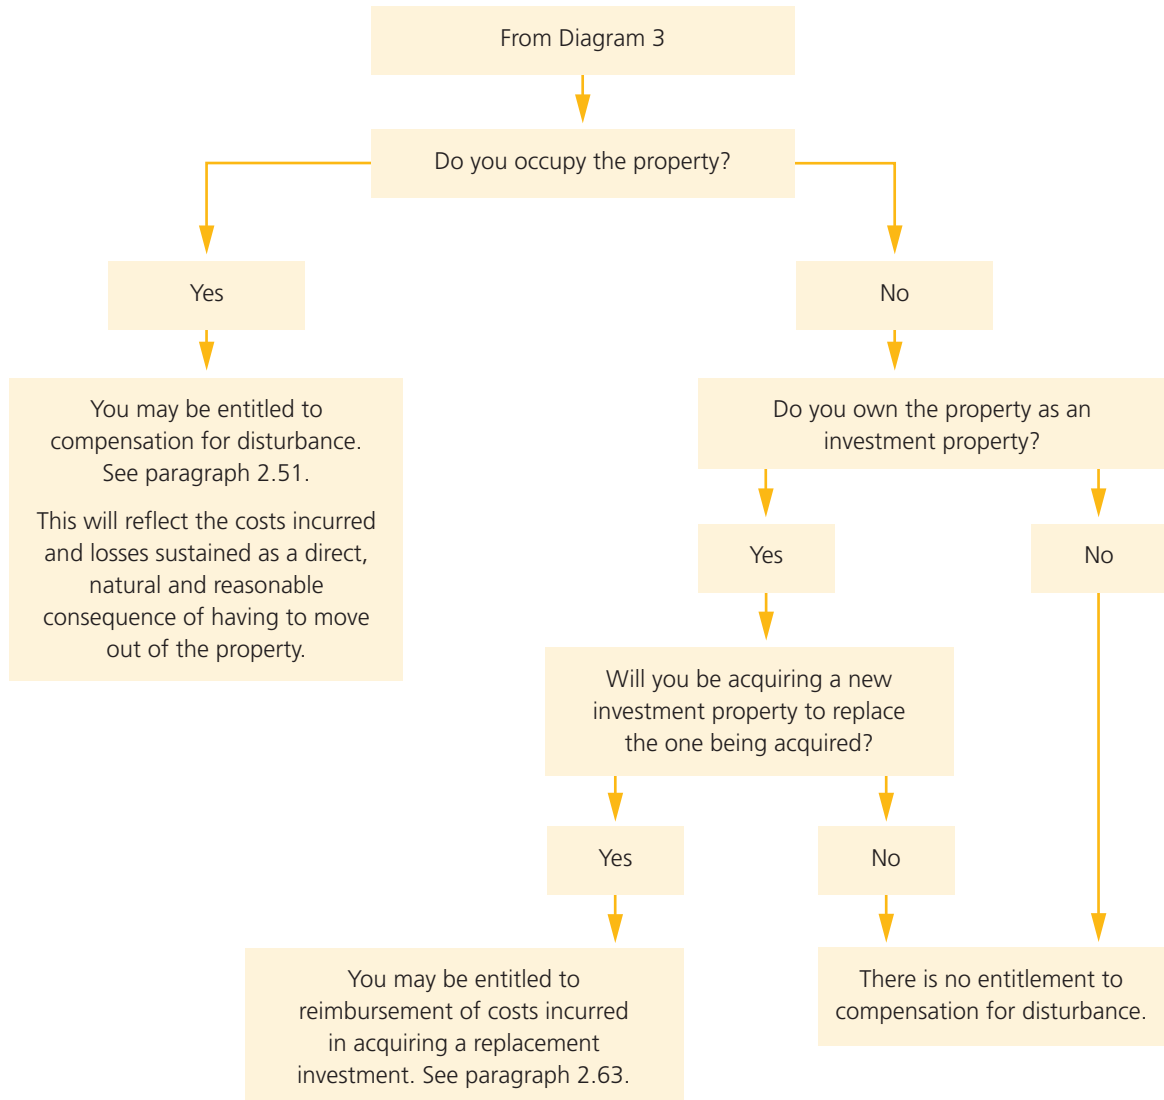 From Diagram 3
Do you occupy the property?
Yes
No
You may be entitled to
compensation for disturbance.
See paragraph 2.51.
This will reflect the costs incurred
and losses sustained as a direct,
natural and reasonable
consequence of having to move
out of the property.
Do you own the property as an
investment property?
Yes
No
Will you be acquiring a new
investment property to replace
the one being acquired?
Yes
No
You may be entitled to
reimbursement of costs incurred
in acquiring a replacement
investment. See paragraph 2.63.
There is no entitlement to
compensation for disturbance.